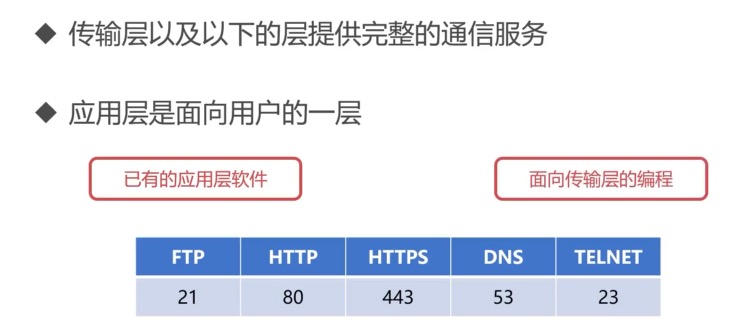 传输层以及以下的层提供完整的通信服务
应用层是面向用户的一层
已有的应用层软件 面向传输层的编程
FTP HTTP HTTPS DNS TELNET
21 80 443 53 23